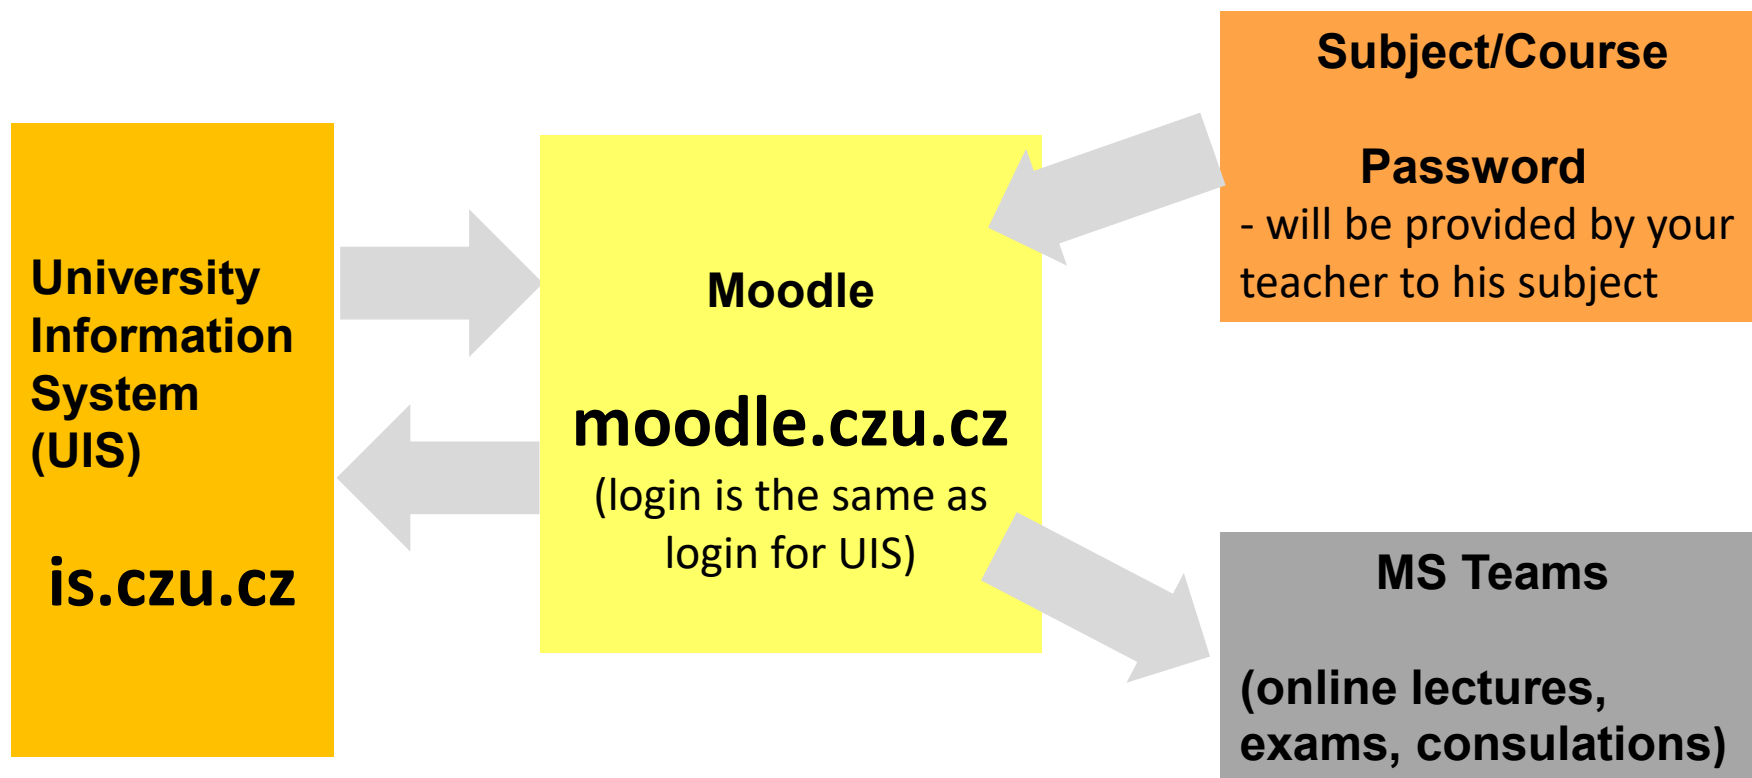 University
Information
System
(UIS)
is.czu.cz
Moodle
moodle.czu.cz
(login is the same as
login for UIS)
Subject/Course
Password
- will be provided by your
teacher to his subject
MS Teams
(online lectures,
exams, consulations)